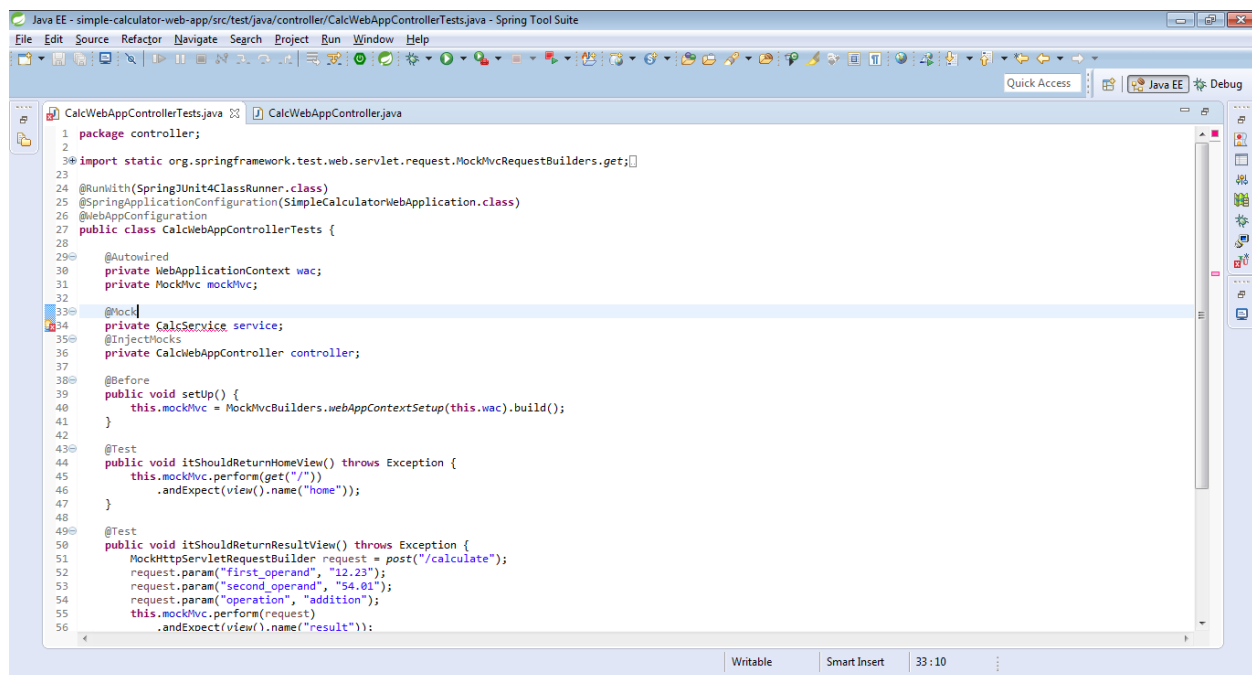 Java EE - simple-calculator-web-app/src/test/java/controller/CalcWebAppControllerTests.java - Spring Tool Suite
File Edit Source Refactor Navigate Search Project Run Window Help
Quick Access Java EE Debug
CalcWebAppControllerTests.java CalcWebAppController.java
1 package controller;
2
3 import static org.springframework.test.web.servlet.request.MockMvcRequestBuilders.get;
23
24 @RunWith(SpringJUnit4ClassRunner.class)
25 @SpringApplicationConfiguration(SimpleCalculatorWebApplication.class)
26 @WebAppConfiguration
27 public class CalcWebAppControllerTests {
28
29 @Autowired
30 private WebApplicationContext wac;
31 private MockMvc mockMvc;
32
33 @Mock
34 private CalcService service;
35 @InjectMocks
36 private CalcWebAppController controller;
37
38 @Before
39 public void setUp() {
40 this.mockMvc = MockMvcBuilders.webAppContextSetup(this.wac).build();
41 }
42
43 @Test
44 public void itShouldReturnHomeView() throws Exception {
45 this.mockMvc.perform(get("/"))
46 .andExpect(view().name("home"));
47 }
48
49 @Test
50 public void itShouldReturnResultView() throws Exception {
51 MockHttpServletRequestBuilder request = post("/calculate");
52 request.param("first_operand", "12.23");
53 request.param("second_operand", "54.01");
54 request.param("operation", "addition");
55 this.mockMvc.perform(request)
56 .andExpect(view().name("result"));
Writable Smart Insert 33 : 10